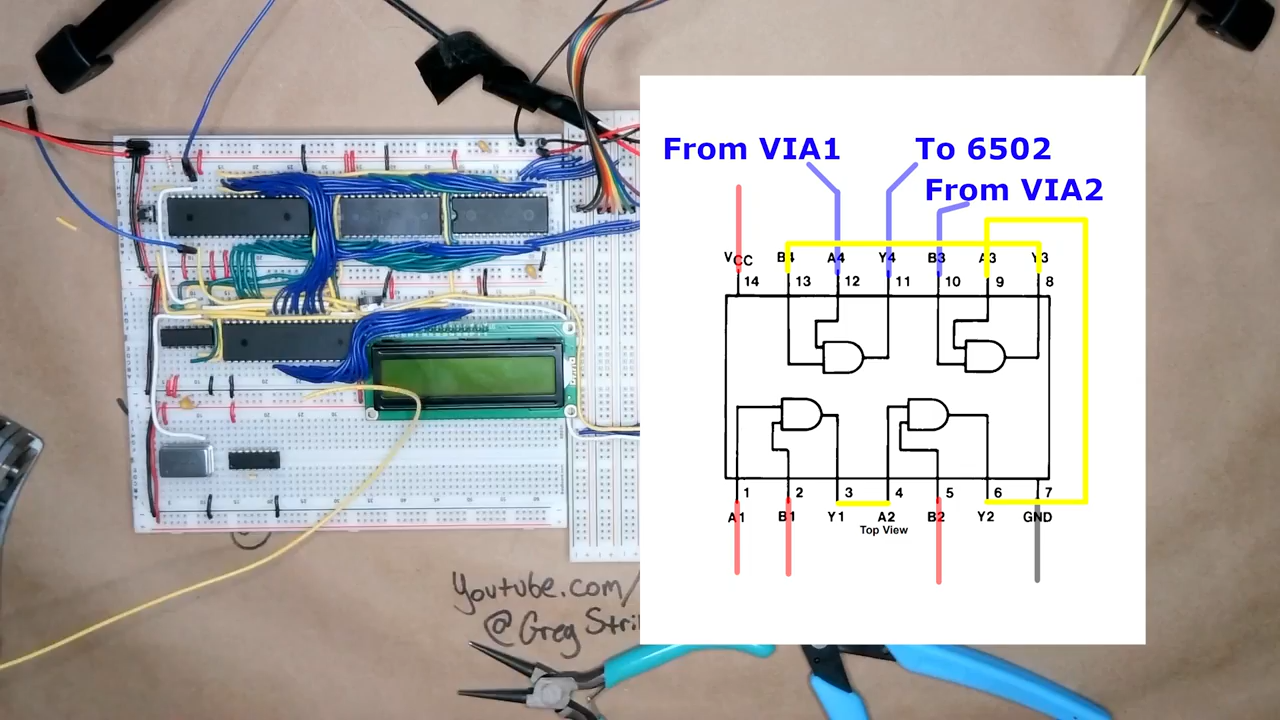 From VIA1
To 6502
From VIA2
VCC B4 A4 Y4 B3 A3 Y3
14 13 12 11 10 9 8
1 2 3 4 5 6 7
A1 B1 Y1 A2 B2 Y2 GND
Top View
Youtube.com/
@Greg Stri